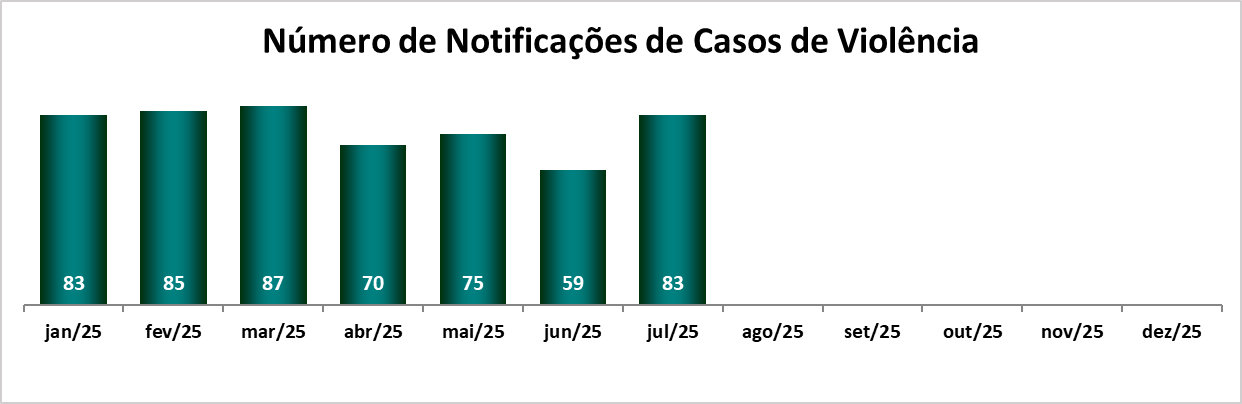 Número de Notificações de Casos de Violência
83 85 87 70 75 59 83
jan/25 fev/25 mar/25 abr/25 mai/25 jun/25 jul/25 ago/25 set/25 out/25 nov/25 dez/25